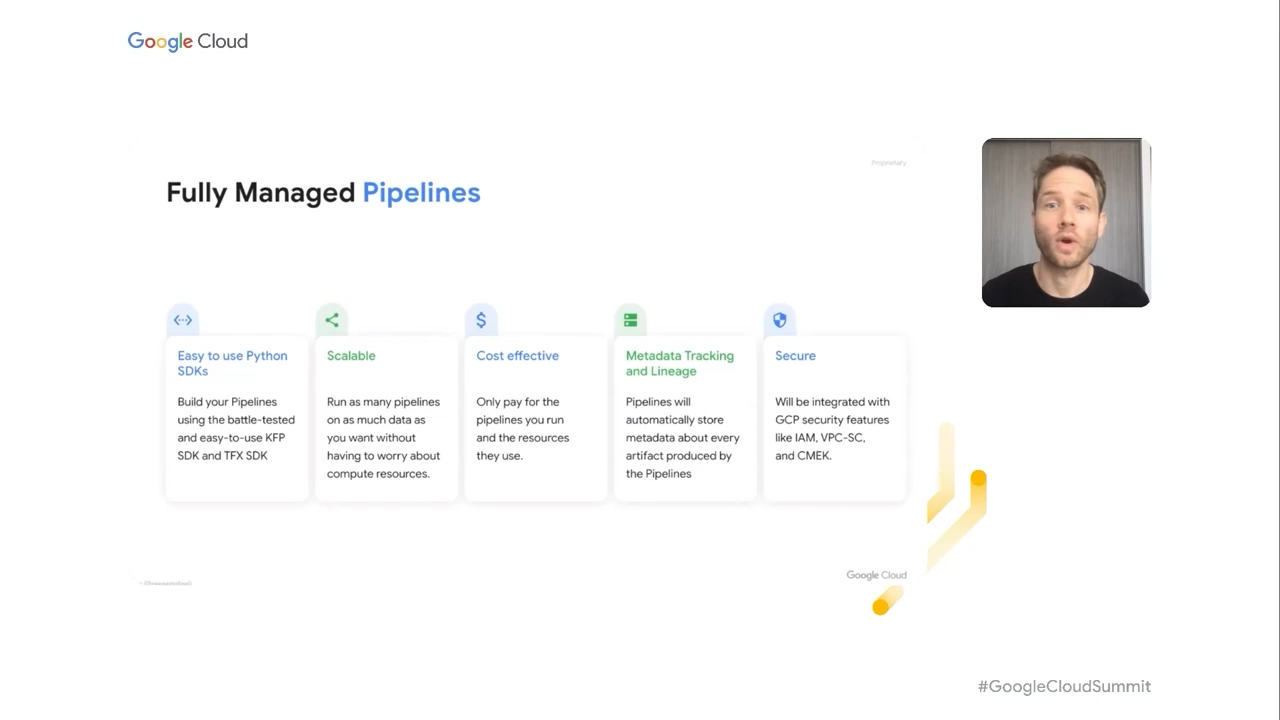 Google Cloud
Proprietary
Fully Managed Pipelines
Easy to use Python
SDKs
Build your Pipelines
using the battle-tested
and easy-to-use KFP
SDK and TFX SDK
Scalable
Run as many pipelines
on as much data as
you want without
having to worry about
compute resources.
$
Cost effective
Only pay for the
pipelines you run
and the resources
they use.
Metadata Tracking
and Lineage
Pipelines will
automatically store
metadata about every
artifact produced by
the Pipelines
Secure
Will be integrated with
GCP security features
like IAM, VPC-SC,
and CMEK.
Google Cloud
#GoogleCloudSummit